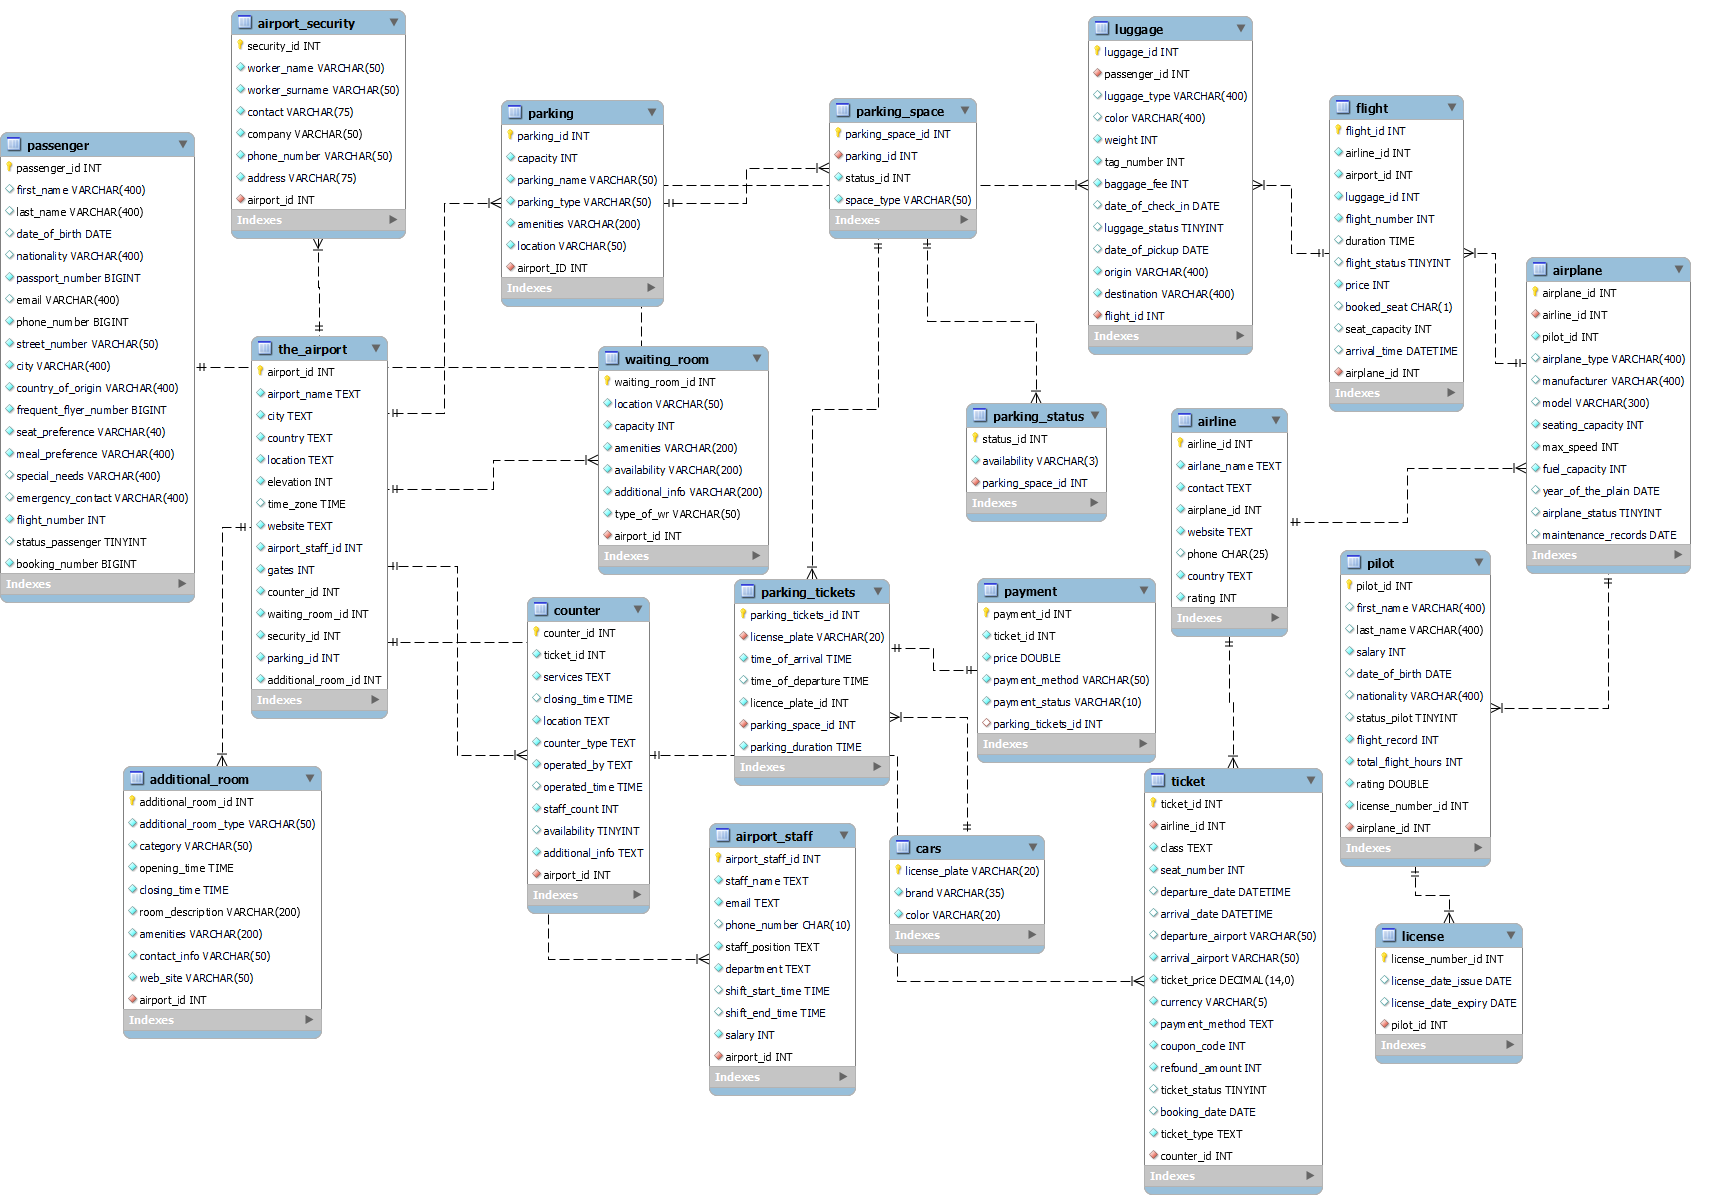 airport_security
security_id INT
worker_name VARCHAR(50)
worker_surname VARCHAR(50)
contact VARCHAR(75)
company VARCHAR(50)
phone_number VARCHAR(50)
address VARCHAR(75)
airport_id INT
Indexes
passenger
passenger_id INT
first_name VARCHAR(400)
last_name VARCHAR(400)
date_of_birth DATE
nationality VARCHAR(400)
passport_number BIGINT
email VARCHAR(400)
phone_number BIGINT
street_number VARCHAR(50)
city VARCHAR(400)
country_of_origin VARCHAR(400)
frequent_flyer_number BIGINT
seat_preference VARCHAR(40)
meal_preference VARCHAR(400)
special_needs VARCHAR(400)
emergency_contact VARCHAR(400)
flight_number INT
status_passenger TINYINT
booking_number BIGINT
Indexes
parking
parking_id INT
capacity INT
parking_name VARCHAR(50)
parking_type VARCHAR(50)
amenities VARCHAR(200)
location VARCHAR(50)
airport_ID INT
Indexes
parking_space
parking_space_id INT
parking_id INT
status_id INT
space_type VARCHAR(50)
Indexes
luggage
luggage_id INT
passenger_id INT
luggage_type VARCHAR(400)
color VARCHAR(400)
weight INT
tag_number INT
baggage_fee INT
date_of_check_in DATE
luggage_status TINYINT
date_of_pickup DATE
origin VARCHAR(400)
destination VARCHAR(400)
flight_id INT
Indexes
flight
flight_id INT
airline_id INT
airport_id INT
luggage_id INT
flight_number INT
duration TIME
flight_status TINYINT
price INT
booked_seat CHAR(1)
seat_capacity INT
arrival_time DATETIME
airplane_id INT
Indexes
airplane
airplane_id INT
airline_id INT
pilot_id INT
airplane_type VARCHAR(400)
manufacturer VARCHAR(400)
model VARCHAR(300)
seating_capacity INT
max_speed INT
fuel_capacity INT
year_of_the_plain DATE
airplane_status TINYINT
maintenance_records DATE
Indexes
the_airport
airport_id INT
airport_name TEXT
city TEXT
country TEXT
location TEXT
elevation INT
time_zone TIME
website TEXT
airport_staff_id INT
gates INT
counter_id INT
waiting_room_id INT
security_id INT
parking_id INT
additional_room_id INT
Indexes
waiting_room
waiting_room_id INT
location VARCHAR(50)
capacity INT
amenities VARCHAR(200)
availability VARCHAR(200)
additional_info VARCHAR(200)
type_of_wr VARCHAR(50)
airport_id INT
Indexes
parking_status
status_id INT
availability VARCHAR(3)
parking_space_id INT
Indexes
airline
airline_id INT
airlane_name TEXT
contact TEXT
airplane_id INT
website TEXT
phone CHAR(25)
country TEXT
rating INT
Indexes
pilot
pilot_id INT
first_name VARCHAR(400)
last_name VARCHAR(400)
salary INT
date_of_birth DATE
nationality VARCHAR(400)
status_pilot TINYINT
flight_record INT
total_flight_hours INT
rating DOUBLE
license_number_id INT
airplane_id INT
Indexes
counter
counter_id INT
ticket_id INT
services TEXT
closing_time TIME
location TEXT
counter_type TEXT
operated_by TEXT
operated_time TIME
staff_count INT
availability TINYINT
additional_info TEXT
airport_id INT
Indexes
parking_tickets
parking_tickets_id INT
license_plate VARCHAR(20)
time_of_arrival TIME
time_of_departure TIME
licence_plate_id INT
parking_space_id INT
parking_duration TIME
Indexes
payment
payment_id INT
ticket_id INT
price DOUBLE
payment_method VARCHAR(50)
payment_status VARCHAR(10)
parking_tickets_id INT
Indexes
additional_room
additional_room_id INT
additional_room_type VARCHAR(50)
category VARCHAR(50)
opening_time TIME
closing_time TIME
room_description VARCHAR(200)
amenities VARCHAR(200)
contact_info VARCHAR(50)
web_site VARCHAR(50)
airport_id INT
Indexes
airport_staff
airport_staff_id INT
staff_name TEXT
email TEXT
phone_number CHAR(10)
staff_position TEXT
department TEXT
shift_start_time TIME
shift_end_time TIME
salary INT
airport_id INT
Indexes
cars
license_plate VARCHAR(20)
brand VARCHAR(35)
color VARCHAR(20)
Indexes
ticket
ticket_id INT
airline_id INT
class TEXT
seat_number INT
departure_date DATETIME
arrival_date DATETIME
departure_airport VARCHAR(50)
arrival_airport VARCHAR(50)
ticket_price DECIMAL(14,0)
currency VARCHAR(5)
payment_method TEXT
coupon_code INT
refound_amount INT
ticket_status TINYINT
booking_date DATE
ticket_type TEXT
counter_id INT
Indexes
license
license_number_id INT
license_date_issue DATE
license_date_expiry DATE
pilot_id INT
Indexes